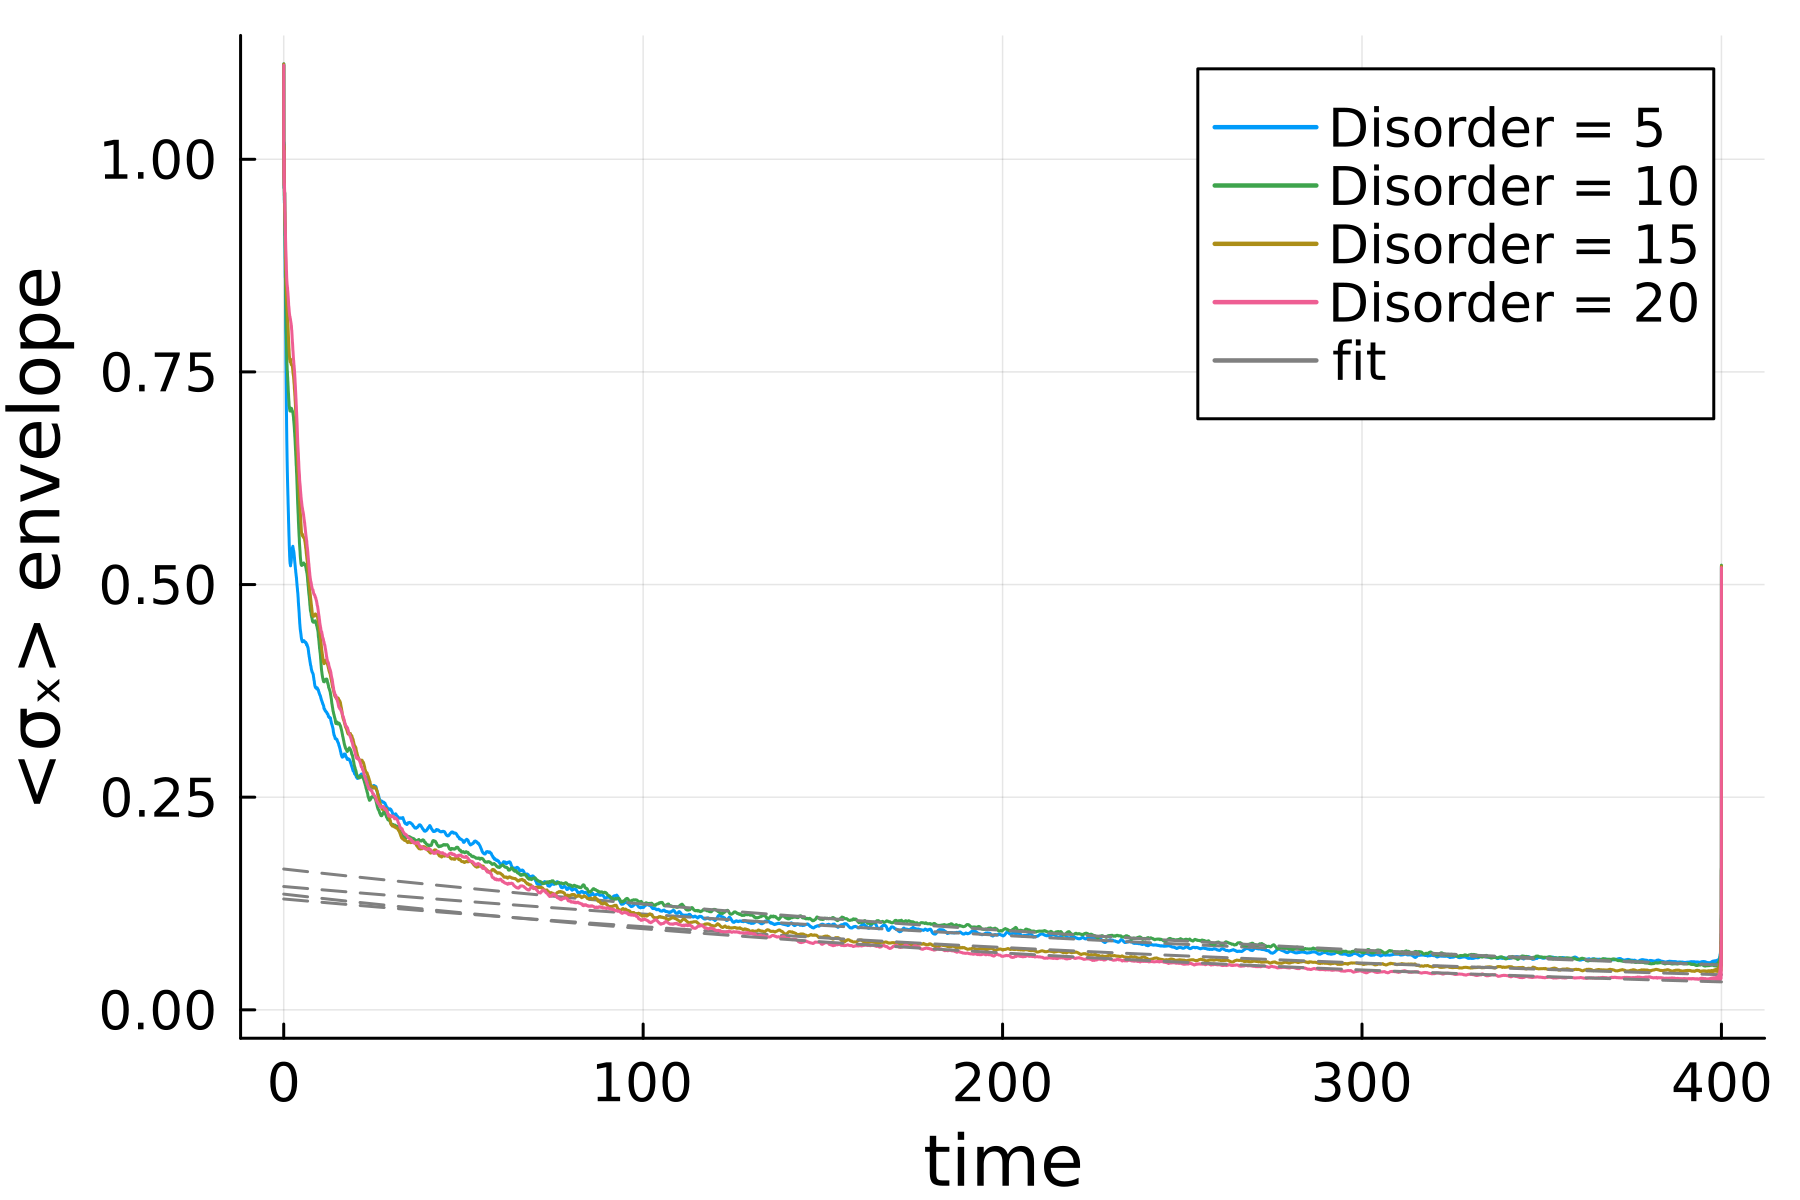 <σₓ> envelope
1.00
0.75
0.50
0.25
0.00
Disorder = 5
Disorder = 10
Disorder = 15
Disorder = 20
fit
0 100 200 300 400
time